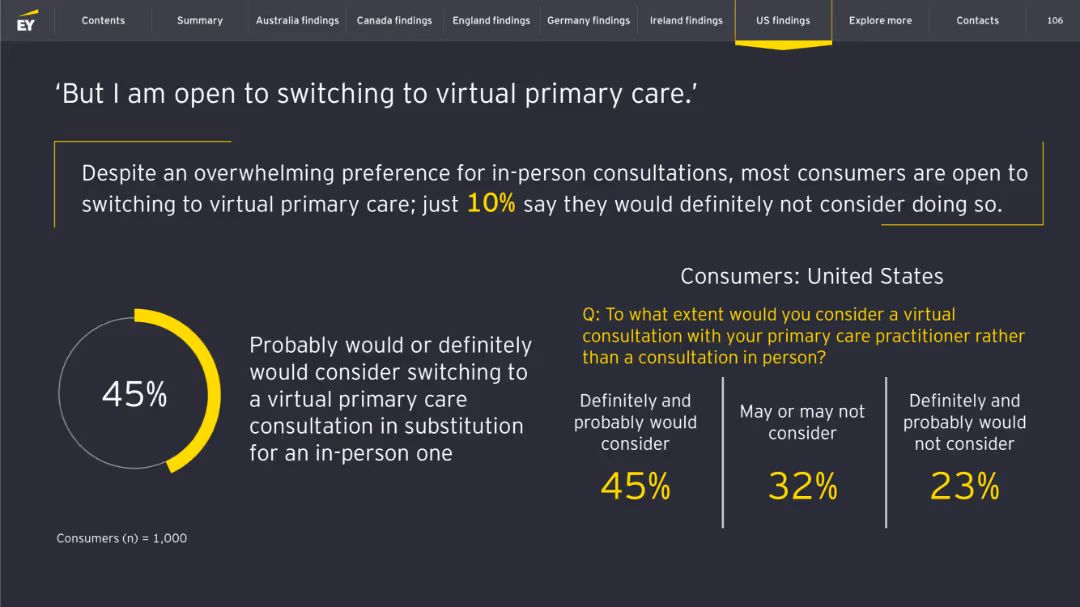 EY
Contents
Summary
Australia findings
Canada findings
England findings
Germany findings
Ireland findings
US findings
Explore more
Contacts
106
‘But I am open to switching to virtual primary care.’
Despite an overwhelming preference for in-person consultations, most consumers are open to
switching to virtual primary care; just 10% say they would definitely not consider doing so.
45%
Probably would or definitely
would consider switching to
a virtual primary care
consultation in substitution
for an in-person one
Consumers (n) = 1,000
Consumers: United States
Q: To what extent would you consider a virtual
consultation with your primary care practitioner rather
than a consultation in person?
Definitely and
probably would
consider
45%
May or may not
consider
32%
Definitely and
probably would
not consider
23%